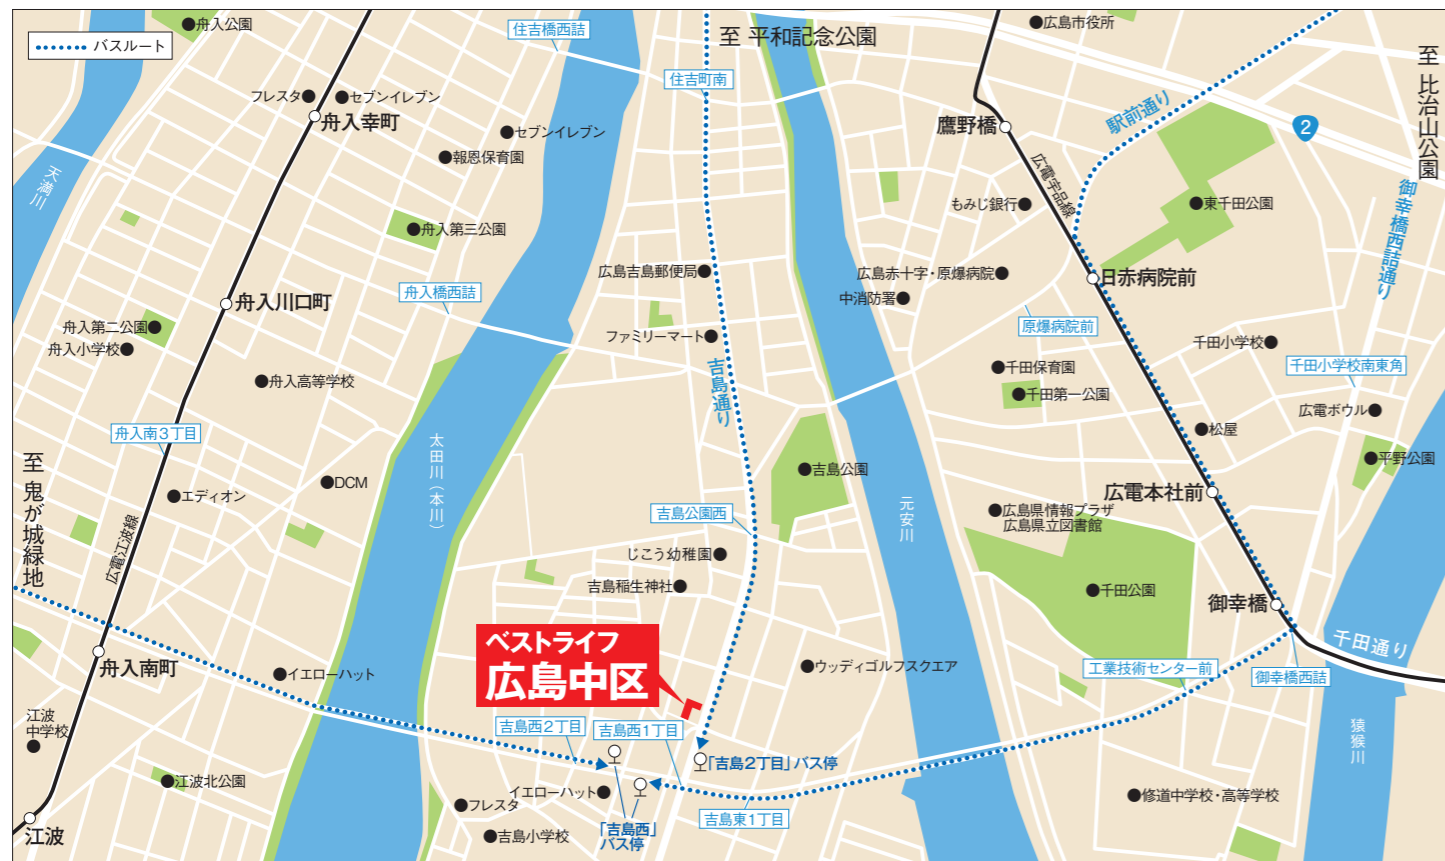 バスルート
舟入公園
住吉橋西詰
至 平和記念公園
広島市役所
至 比治山公園
住吉町南
フレスタ
セブンイレブン
舟入幸町
セブンイレブン
報恩保育園
鷹野橋
駅前通り
2
天満川
広電宇品線
御幸橋西詰通り
もみじ銀行
東千田公園
舟入第三公園
広島吉島郵便局
広島赤十字・原爆病院
日赤病院前
舟入橋西詰
中消防署
舟入川口町
原爆病院前
舟入第二公園
舟入小学校
ファミリーマート
千田小学校
吉島通り
千田保育園
千田小学校南東角
舟入高等学校
千田第一公園
広電ボウル
舟入南3丁目
松屋
太田川(本川)
至 鬼が城緑地
吉島公園
平野公園
DCM
エディオン
広電本社前
元安川
吉島公園西
広島県情報プラザ
広島県立図書館
広電江波線
じこう幼稚園
吉島稲生神社
千田公園
御幸橋
ベストライフ
広島中区
千田通り
舟入南町
イエローハット
ウッディゴルフスクエア
工業技術センター前
御幸橋西詰
江波
中学校
吉島西2丁目
吉島西1丁目
猿猴川
「吉島2丁目」バス停
江波北公園
イエローハット
フレスタ
修道中学校・高等学校
吉島東1丁目
江波
吉島小学校
「吉島西」
バス停